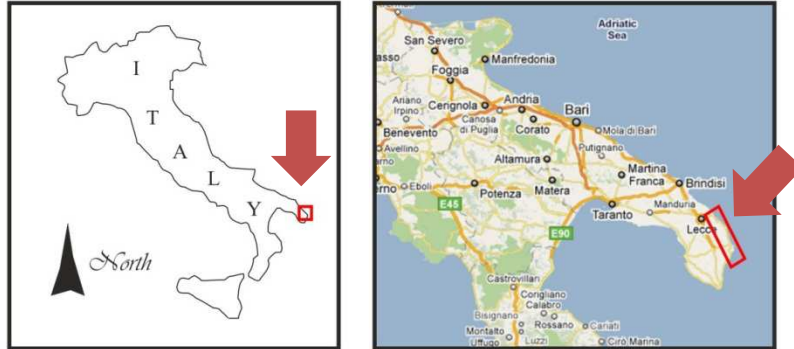 I
T
A
L
Y
North
Adriatic
Sea
San Severo
Manfredonia
Foggia
Ariano
Irpino
Cerignola
Andria
Bari
Canosa
di Puglia
Corato
Mola di Bari
Benevento
Putignano
Avellino
Altamura
Martina
Franca
Brindisi
Eboli
Potenza
Matera
Manduria
E45
Taranto
Lecce
E90
Castrovillari
Corigliano
Calabro
Bisignano
Rossano
Cariati
Montalto
Uffugo
Luzzi
Cirò Marina